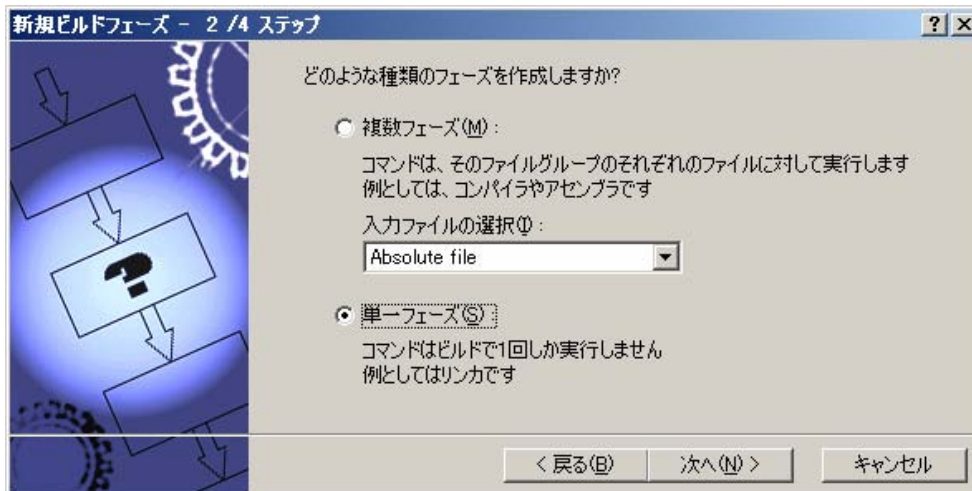 新規ビルドフェーズ － 2 /4 ステップ
どのような種類のフェーズを作成しますか?
複数フェーズ(M) :
コマンドは、そのファイルグループのそれぞれのファイルに対して実行します
例としては、コンパイラやアセンブラです
入力ファイルの選択(I) :
Absolute file
単一フェーズ(S) :
コマンドはビルドで1回しか実行しません
例としてはリンカです
< 戻る(B)
次へ(N) >
キャンセル